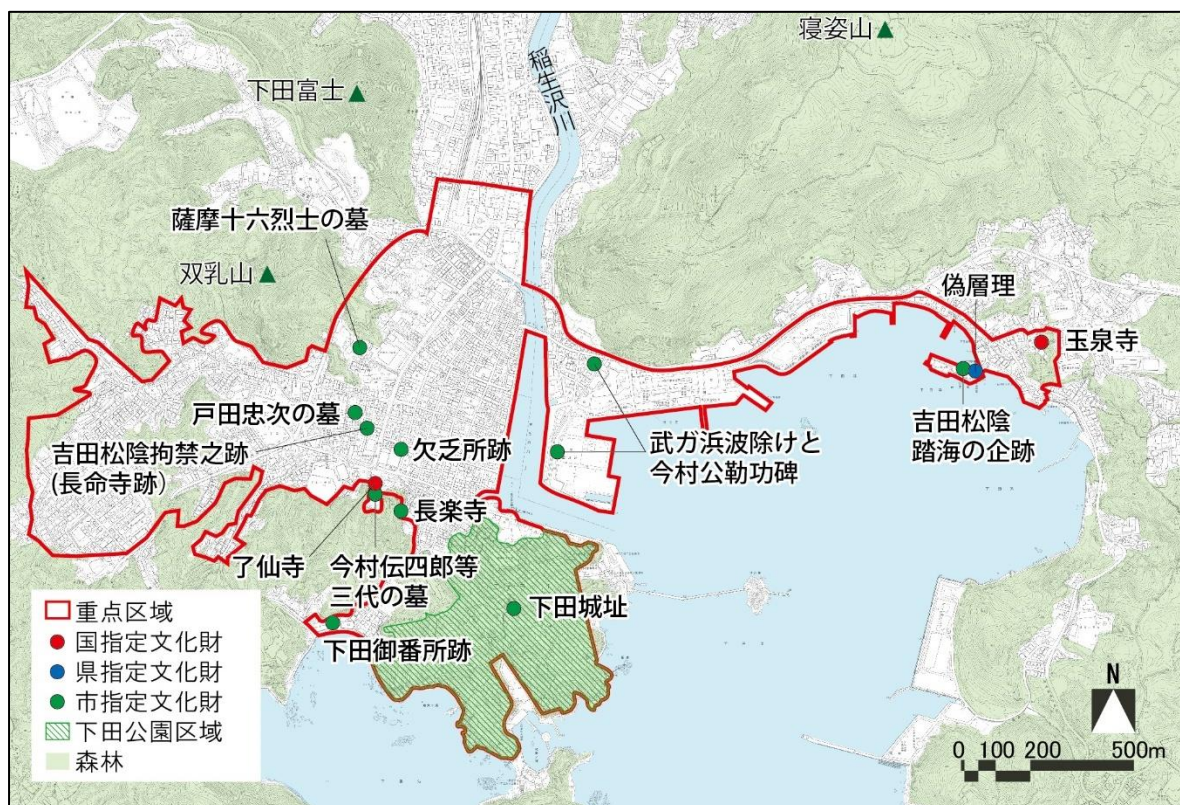 寝姿山
稲生沢川
下田富士
薩摩十六烈士の墓
双乳山
偽層理
玉泉寺
戸田忠次の墓
吉田松陰拘禁之跡
(長命寺跡)
欠乏所跡
武ガ浜波除けと
今村公勒功碑
吉田松陰
踏海の企跡
長楽寺
了仙寺
今村伝四郎等
三代の墓
下田城址
下田御番所跡
重点区域
国指定文化財
県指定文化財
市指定文化財
下田公園区域
森林
N
0 100 200 500m